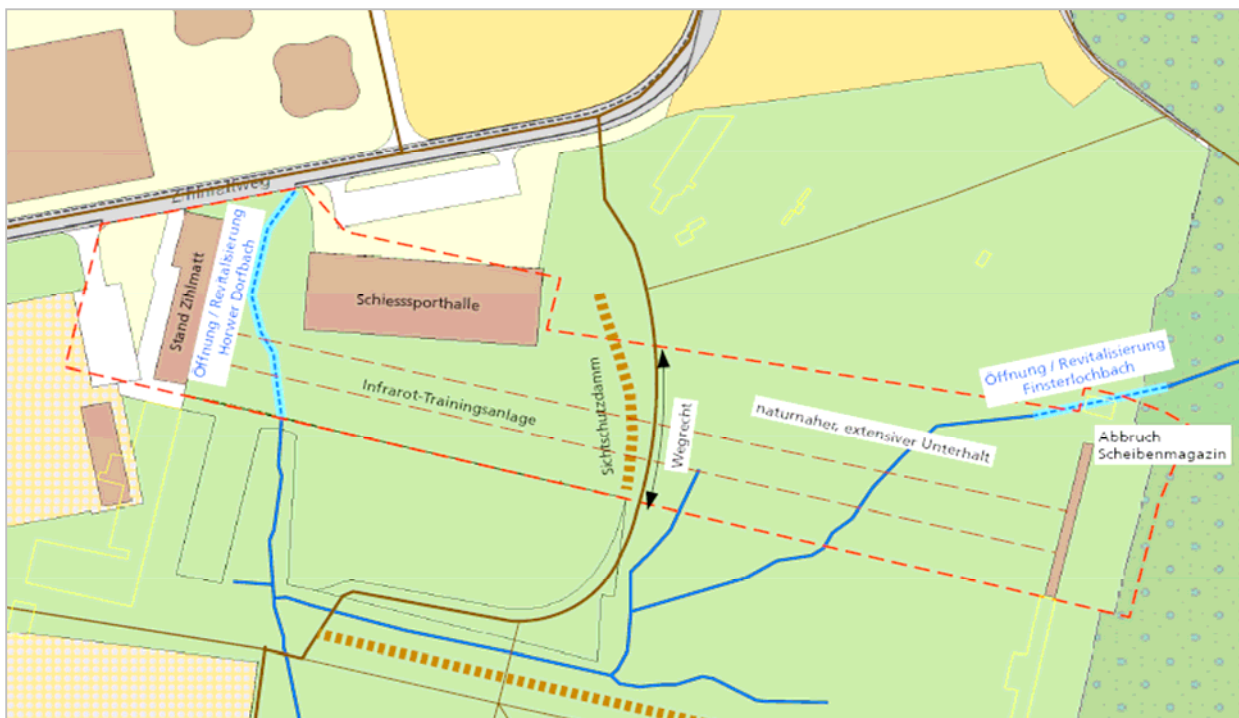 Zihlmattweg
Stand Zihlmatt
Öffnung / Revitalisierung
Horwer Dorfbach
Schiesssporthalle
Infrarot-Trainingsanlage
Sichtschutzdamm
Wegrecht
naturnaher, extensiver Unterhalt
Öffnung / Revitalisierung
Finsterlochbach
Abbruch
Scheibenmagazin